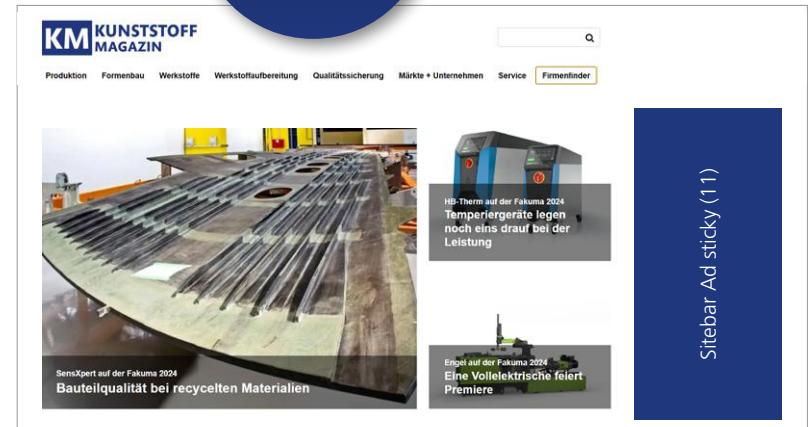 KM KUNSTSTOFF
MAGAZIN
Produktion Formenbau Werkstoffe Werkstoffaufbereitung Qualitätssicherung Märkte + Unternehmen Service Firmenfinder
SensXpert auf der Fakuma 2024
Bauteilqualität bei recycelten Materialien
HB-Therm auf der Fakuma 2024
Temperiergeräte legen
noch eins drauf bei der
Leistung
Engel auf der Fakuma 2024
Eine Vollelektrische feiert
Premiere
Sitebar Ad sticky (11)